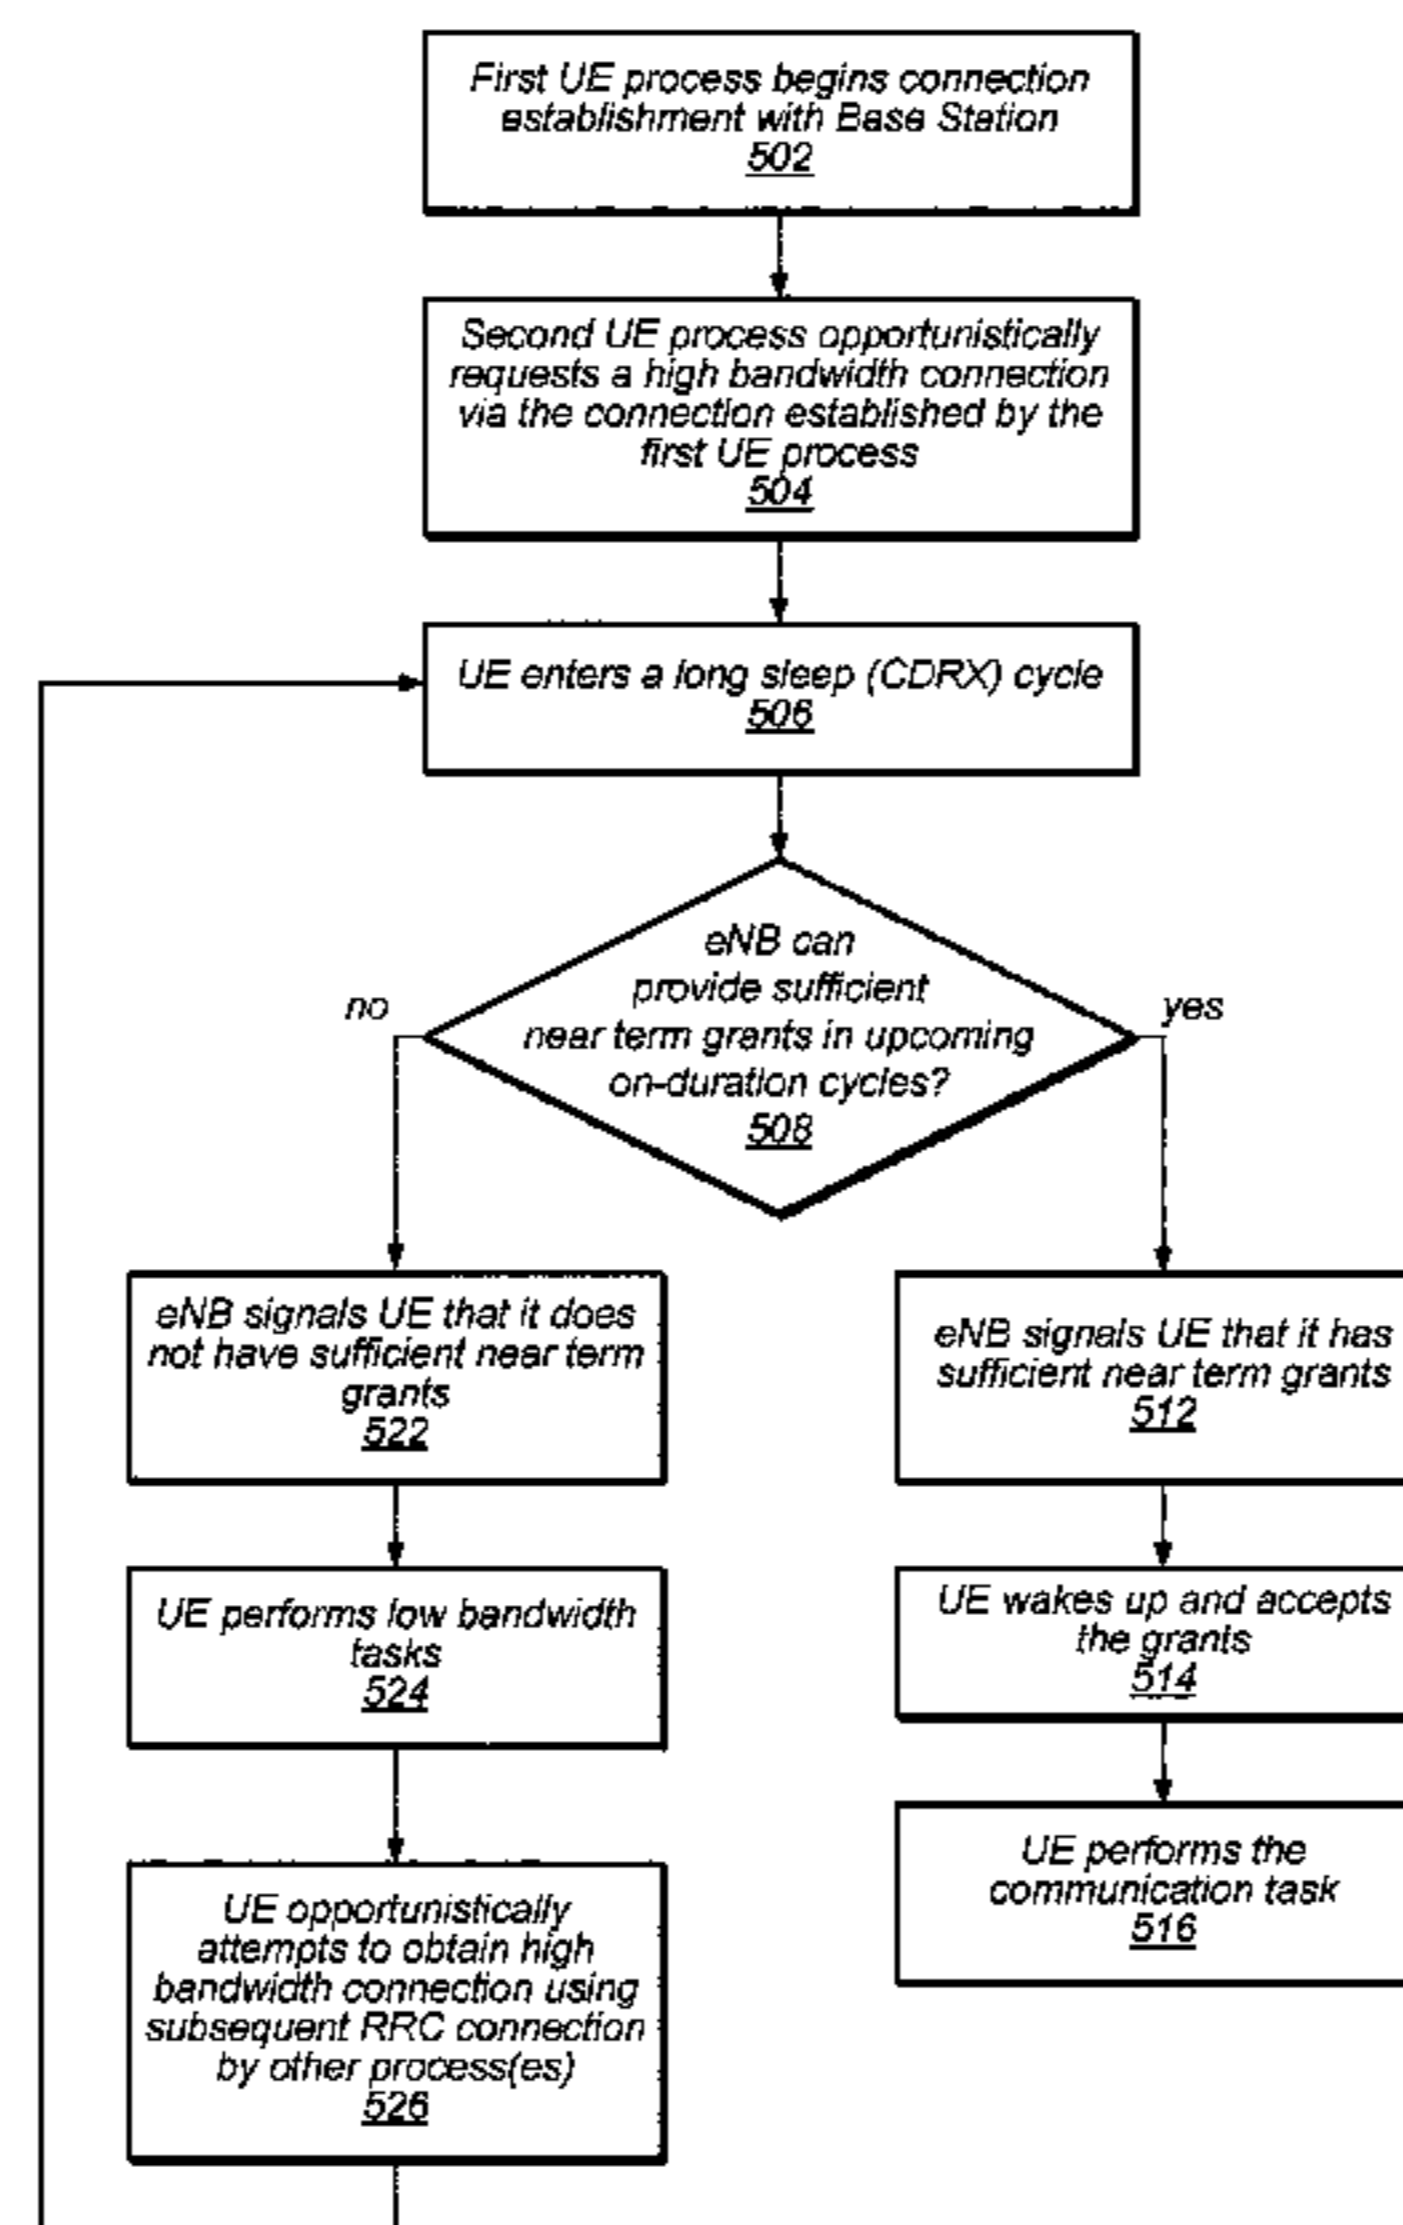 First UE process begins connection
establishment with Base Station
502
Second UE process opportunistically
requests a high bandwidth connection
via the connection established by the
first UE process
504
UE enters a long sleep (CDRX) cycle
506
eNB can
provide sufficient
near term grants in upcoming
on-duration cycles?
508
no
yes
eNB signals UE that it does
not have sufficient near term
grants
522
eNB signals UE that it has
sufficient near term grants
512
UE performs low bandwidth
tasks
524
UE wakes up and accepts
the grants
514
UE opportunistically
attempts to obtain high
bandwidth connection using
subsequent RRC connection
by other process(es)
526
UE performs the
communication task
516